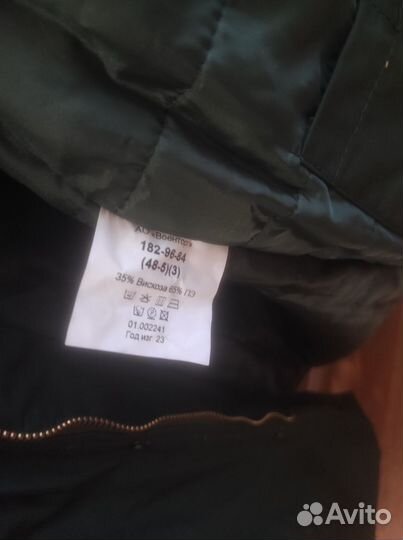 АО «Военторг»
182-96-84
(48-5)(3)
35% Вискоза 65% ПЭ
01.002241
Год изг 23
Avito